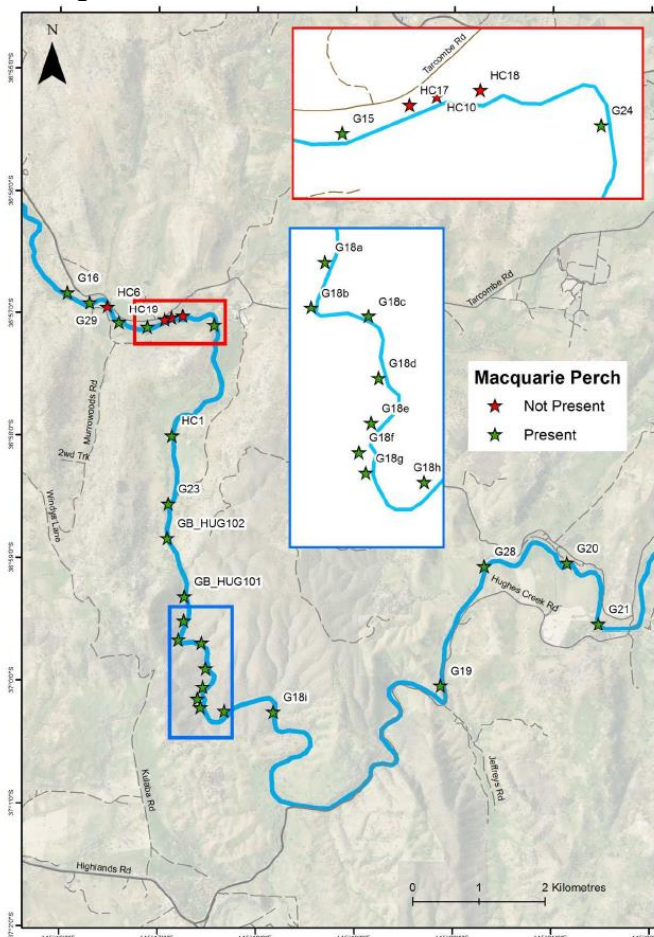 N
Tarcombe Rd
HC18
HC17
HC10
G15
G24
G18a
G18b
G18c
G18d
G18e
G18f
G18g
G18h
Tarcombe Rd
Macquarie Perch
Not Present
Present
G16
HC6
HC19
G29
Murrowoods Rd
HC1
2wd Trk
Windys Lane
G23
GB_HUG102
GB_HUG101
G28
G20
Hughes Creek Rd
G21
G19
G18i
Kulaba Rd
Jeffreys Rd
Highlands Rd
0 1 2 Kilometres